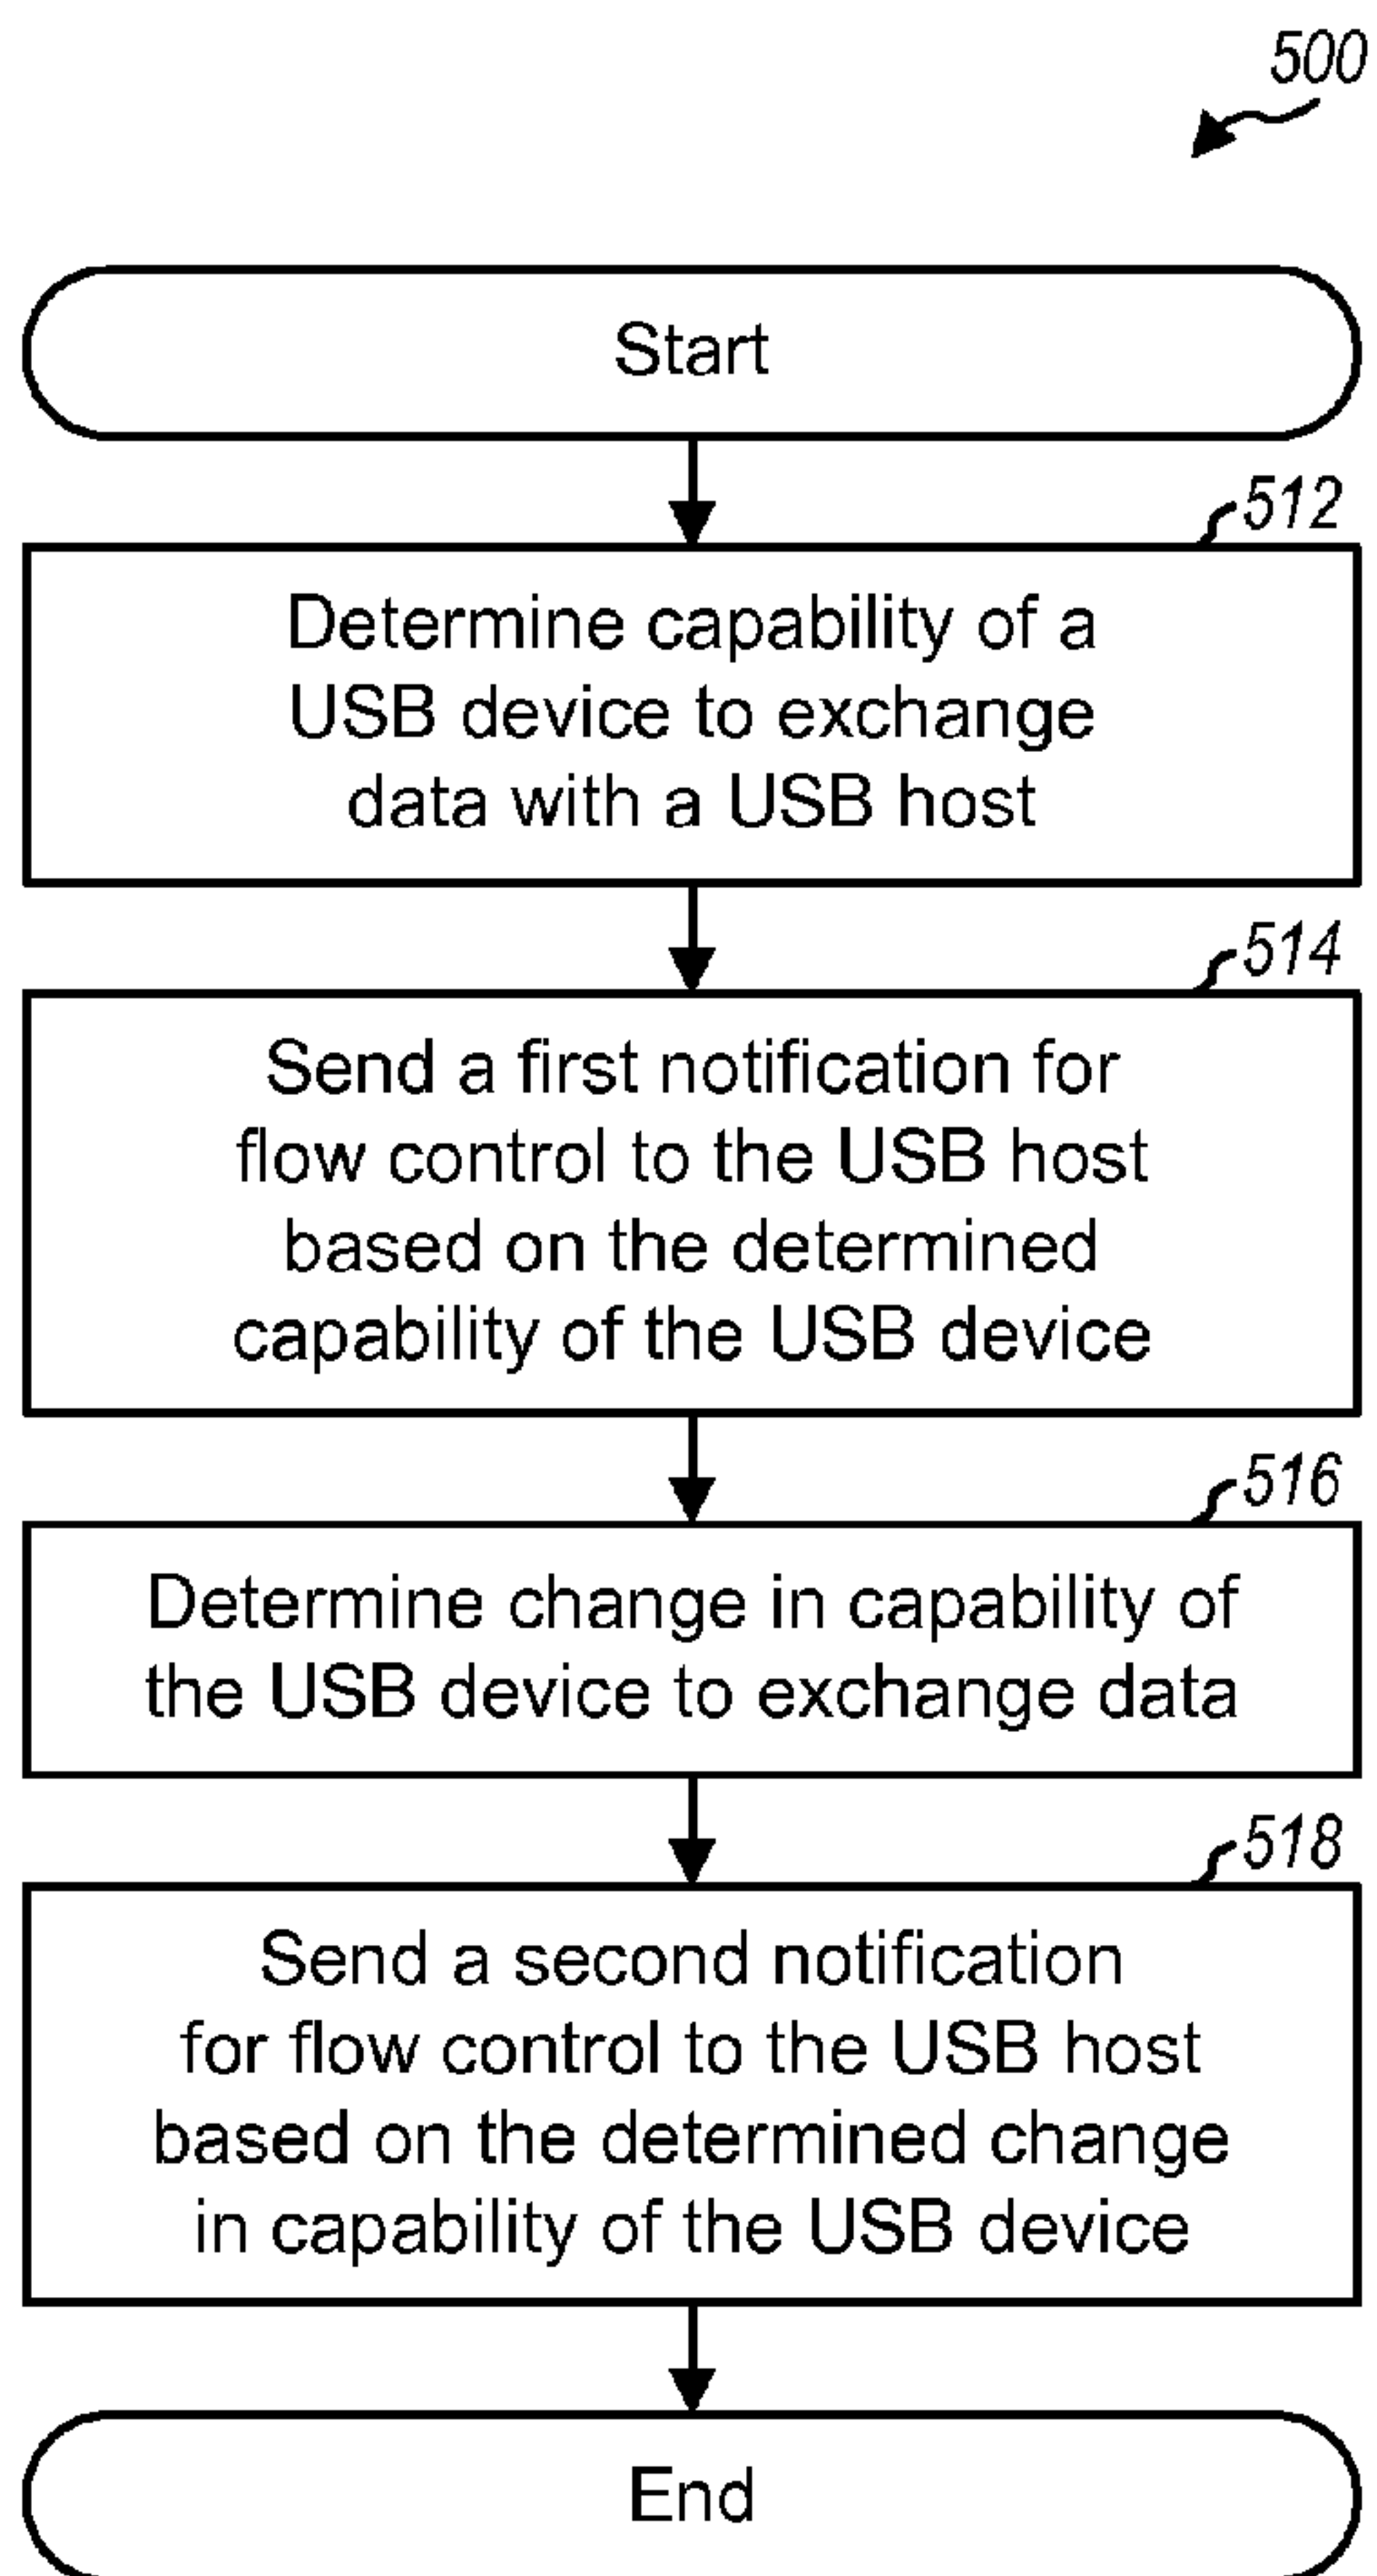 500
Start
512
Determine capability of a
USB device to exchange
data with a USB host
514
Send a first notification for
flow control to the USB host
based on the determined
capability of the USB device
516
Determine change in capability of
the USB device to exchange data
518
Send a second notification
for flow control to the USB host
based on the determined change
in capability of the USB device
End